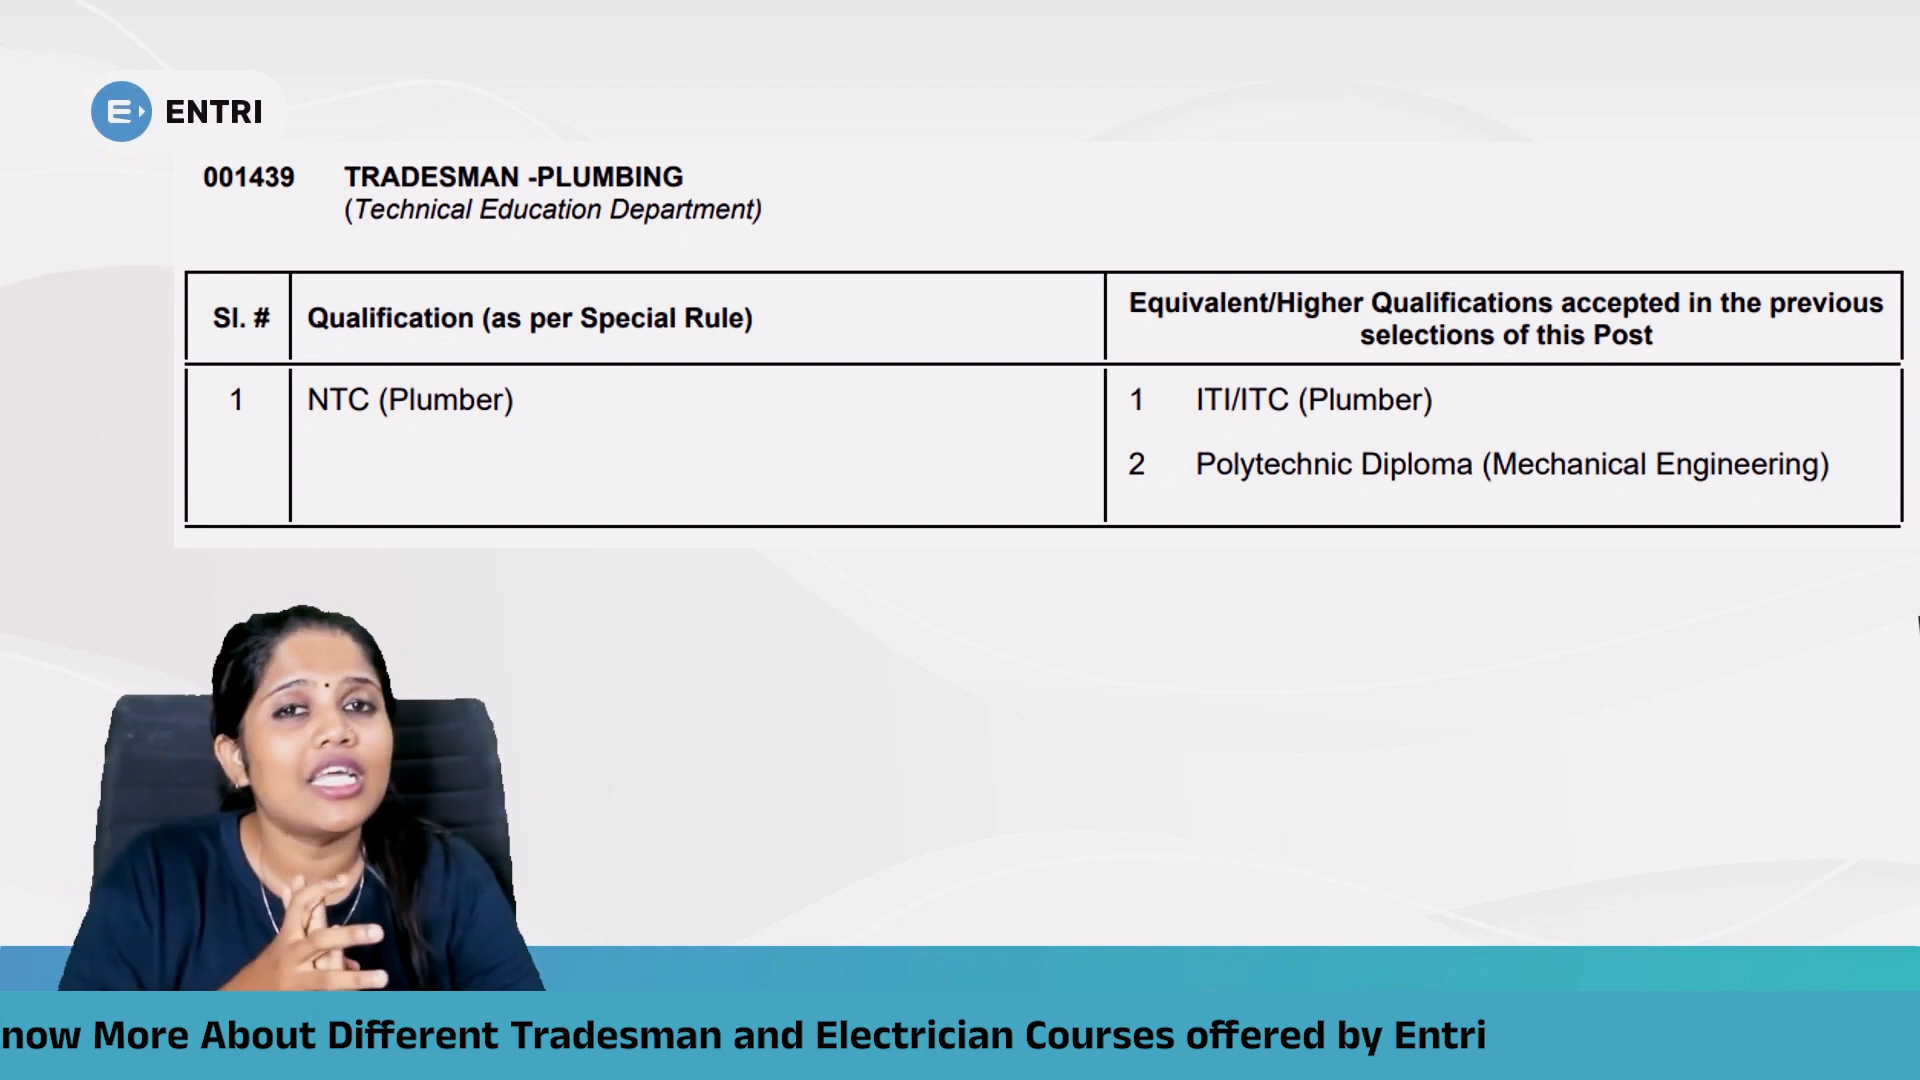 ENTRI
001439 TRADESMAN -PLUMBING
(Technical Education Department)
Sl. # Qualification (as per Special Rule) Equivalent/Higher Qualifications accepted in the previous
selections of this Post
1 NTC (Plumber) 1 ITI/ITC (Plumber)
2 Polytechnic Diploma (Mechanical Engineering)
now More About Different Tradesman and Electrician Courses offered by Entri